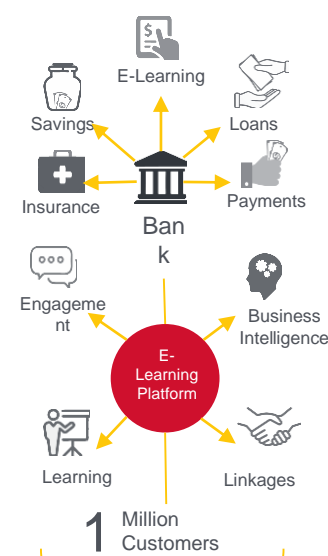 $
E-Learning
Savings
Loans
Insurance
Payments
Ban
k
Engageme
nt
Business
Intelligence
E-
Learning
Platform
Learning
Linkages
1 Million
Customers